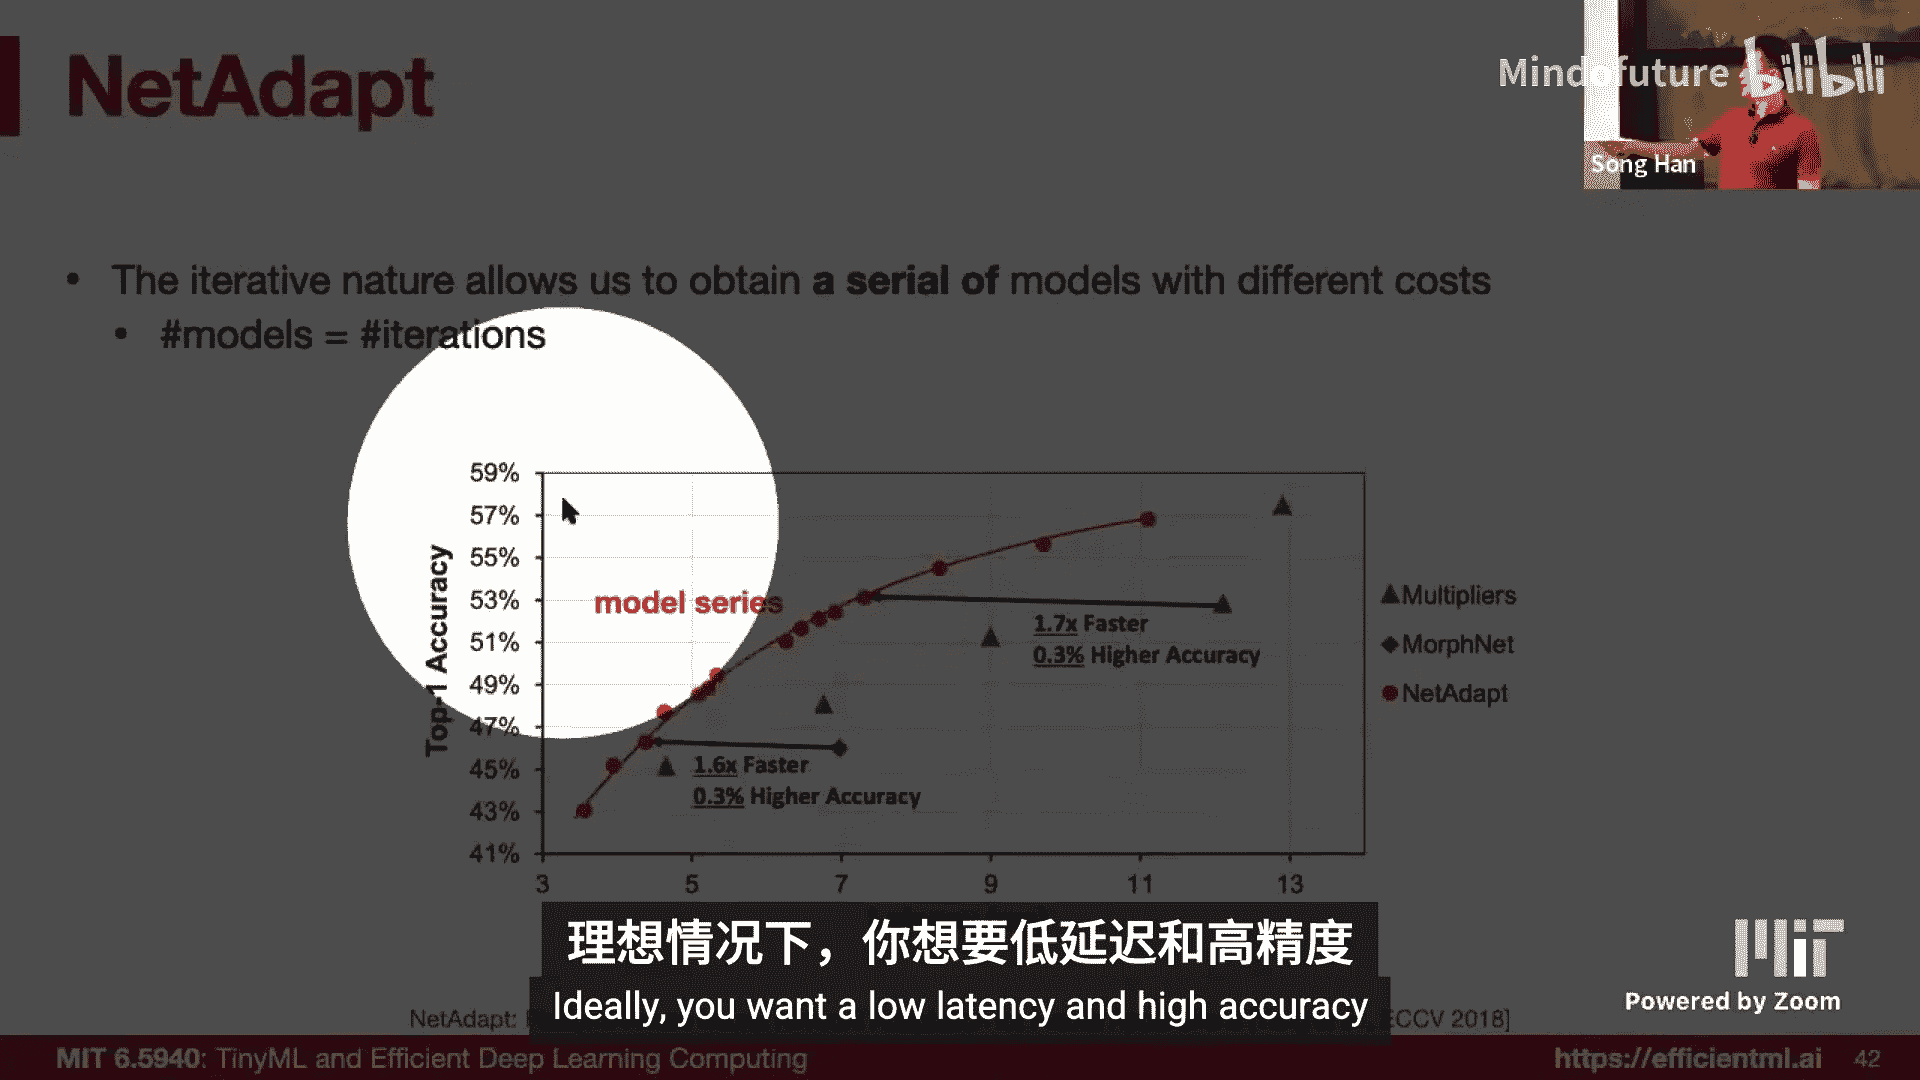 NetAdapt
Mindofuture bilibili
Song Han
• The iterative nature allows us to obtain a serial of models with different costs
• #models = #iterations
59%
57%
55%
53%
51%
49%
47%
45%
43%
41%
Top-1 Accuracy
model series
1.7x Faster
0.3% Higher Accuracy
1.6x Faster
0.3% Higher Accuracy
Multipliers
MorphNet
NetAdapt
3 5 7 9 11 13
理想情况下，你想要低延迟和高精度
Ideally, you want a low latency and high accuracy
MIT
Powered by Zoom
NetAdapt: ECCV 2018]
MIT 6.5940: TinyML and Efficient Deep Learning Computing
https://efficientml.ai 42